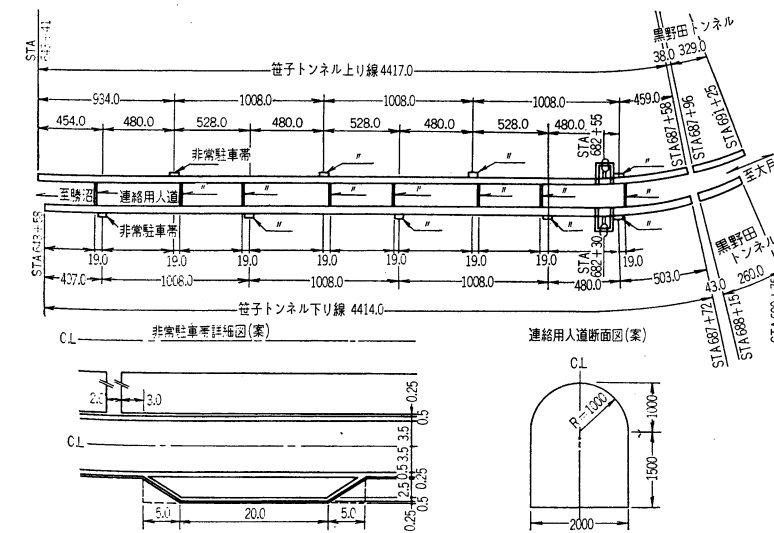 黒野田トンネル
38.0 329.0
STA 643+41
笹子トンネル上り線 4417.0
934.0 1008.0 1008.0 1008.0 459.0
454.0 480.0 528.0 480.0 528.0 480.0 528.0 480.0
STA 682+55
STA687+58
STA687+96
STA691+25
非常駐車帯 〃 〃 〃 〃
至大月
至勝沼 連絡用人道 〃 〃 〃 〃 〃 〃
非常駐車帯 〃 〃 〃 〃
STA643+58
19.0 19.0 19.0 19.0 19.0 19.0 19.0 19.0
STA 682+30
1008.0 1008.0 1008.0 480.0 503.0
43.0 260.0
黒野田トンネル
笹子トンネル下り線 4414.0
STA687+72
STA688+15
非常駐車帯詳細図(案)
C.L
2.0 3.0
C.L
0.25
0.5
3.5
3.5
0.5
2.5
0.25
0.5
0.25
5.0 20.0 5.0
連絡用人道断面図(案)
C.L
R=1000
1000
1500
2000